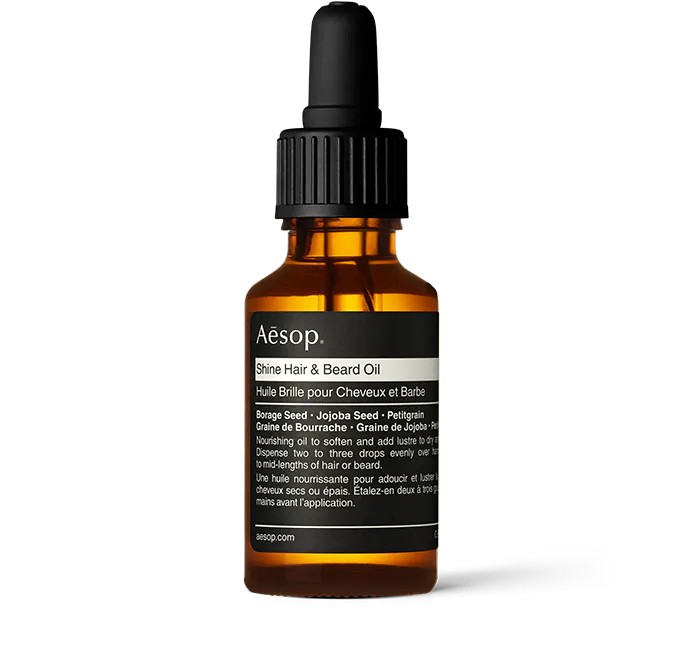 Aēsop®
Shine Hair & Beard Oil
Huile Brille pour Cheveux et Barbe
Borage Seed · Jojoba Seed · Petitgrain
Graine de Bourrache · Graine de Jojoba ·
Nourishing oil to soften and add lustre to dry
Dispense two to three drops evenly over
to mid-lengths of hair or beard.
Une huile nourrissante pour adoucir et lustrer
cheveux secs ou épais. Étalez-en deux à trois
mains avant l'application.
aesop.com